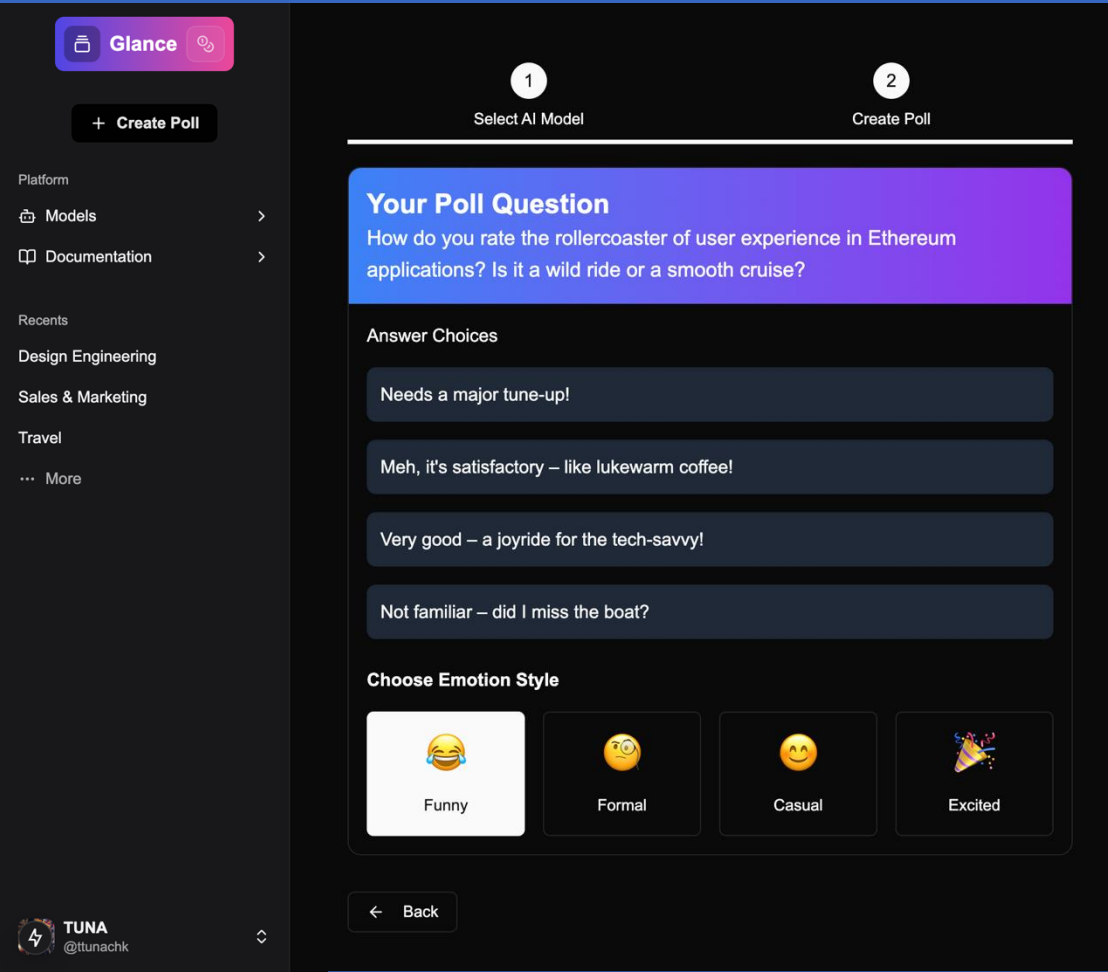 Glance
+ Create Poll
Platform
Models
Documentation
Recents
Design Engineering
Sales & Marketing
Travel
··· More
TUNA
@ttunachk
1
Select AI Model
2
Create Poll
Your Poll Question
How do you rate the rollercoaster of user experience in Ethereum
applications? Is it a wild ride or a smooth cruise?
Answer Choices
Needs a major tune-up!
Meh, it's satisfactory – like lukewarm coffee!
Very good – a joyride for the tech-savvy!
Not familiar – did I miss the boat?
Choose Emotion Style
Funny
Formal
Casual
Excited
← Back